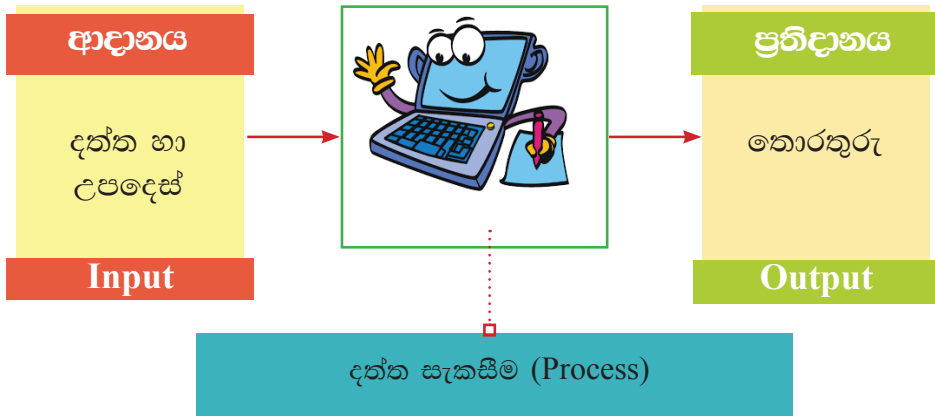 ආදානය
දත්ත හා
උපදෙස්
Input
ප්‍රතිදානය
තොරතුරු
Output
දත්ත සැකසීම (Process)